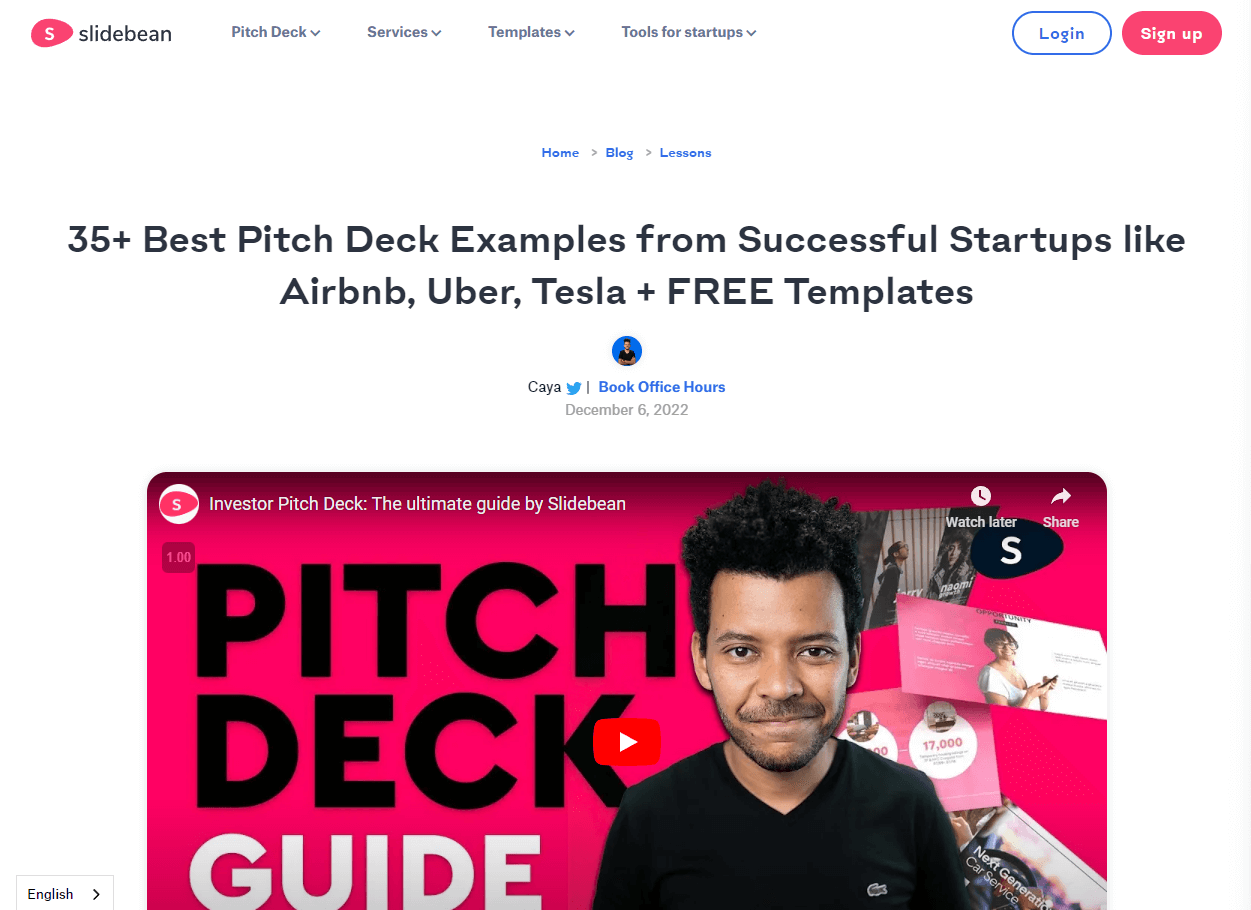 S slidebean
Pitch Deck
Services
Templates
Tools for startups
Login
Sign up
Home > Blog > Lessons
35+ Best Pitch Deck Examples from Successful Startups like
Airbnb, Uber, Tesla + FREE Templates
Caya | Book Office Hours
December 6, 2022
S
Investor Pitch Deck: The ultimate guide by Slidebean
Watch later
Share
S
1.00
PITCH
DECK
GUIDE
naomi
OPPORTUNITY
17,000
Next Generation
Car Service
English